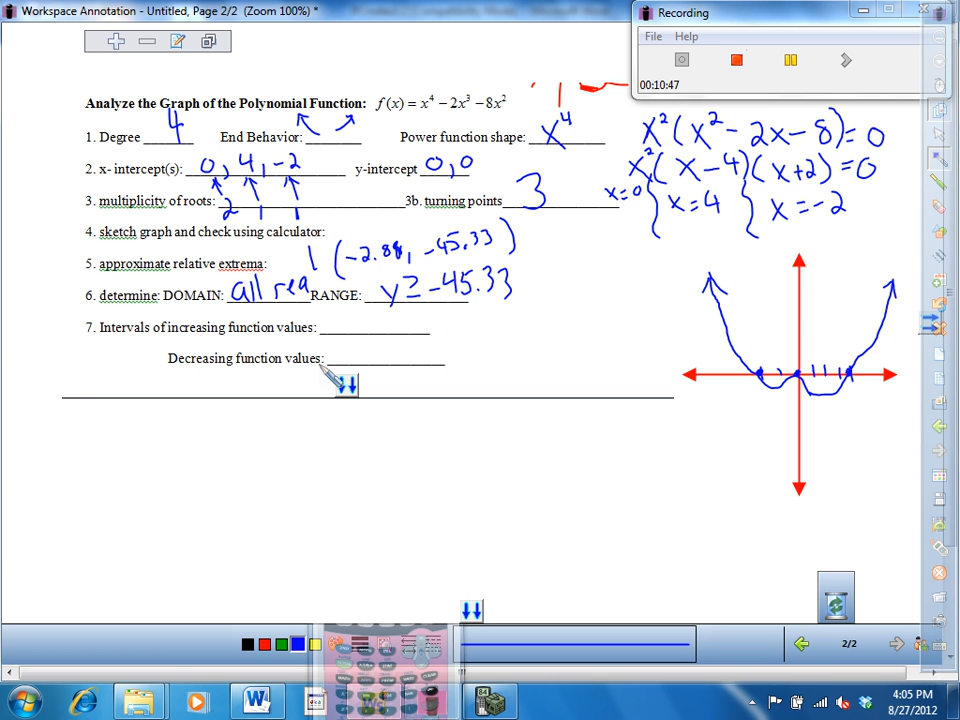 Workspace Annotation - Untitled, Page 2/2 (Zoom 100%) *
Recording
File Help
00:10:47
Analyze the Graph of the Polynomial Function: f(x) = x⁴ − 2x³ − 8x²
1. Degree 4 End Behavior: Power function shape: x⁴
x²(x² - 2x - 8) = 0
2. x- intercept(s): 0, 4, -2 y-intercept 0,0
x²(x - 4)(x + 2) = 0
3. multiplicity of roots: 2 1 1 3b. turning points 3
x=0 x = 4 x = -2
4. sketch graph and check using calculator:
5. approximate relative extrema: -45.33)
6. determine: DOMAIN: all real RANGE: y ≥ -45.33
7. Intervals of increasing function values:
Decreasing function values:
2/2
W
84
4:05 PM
8/27/2012